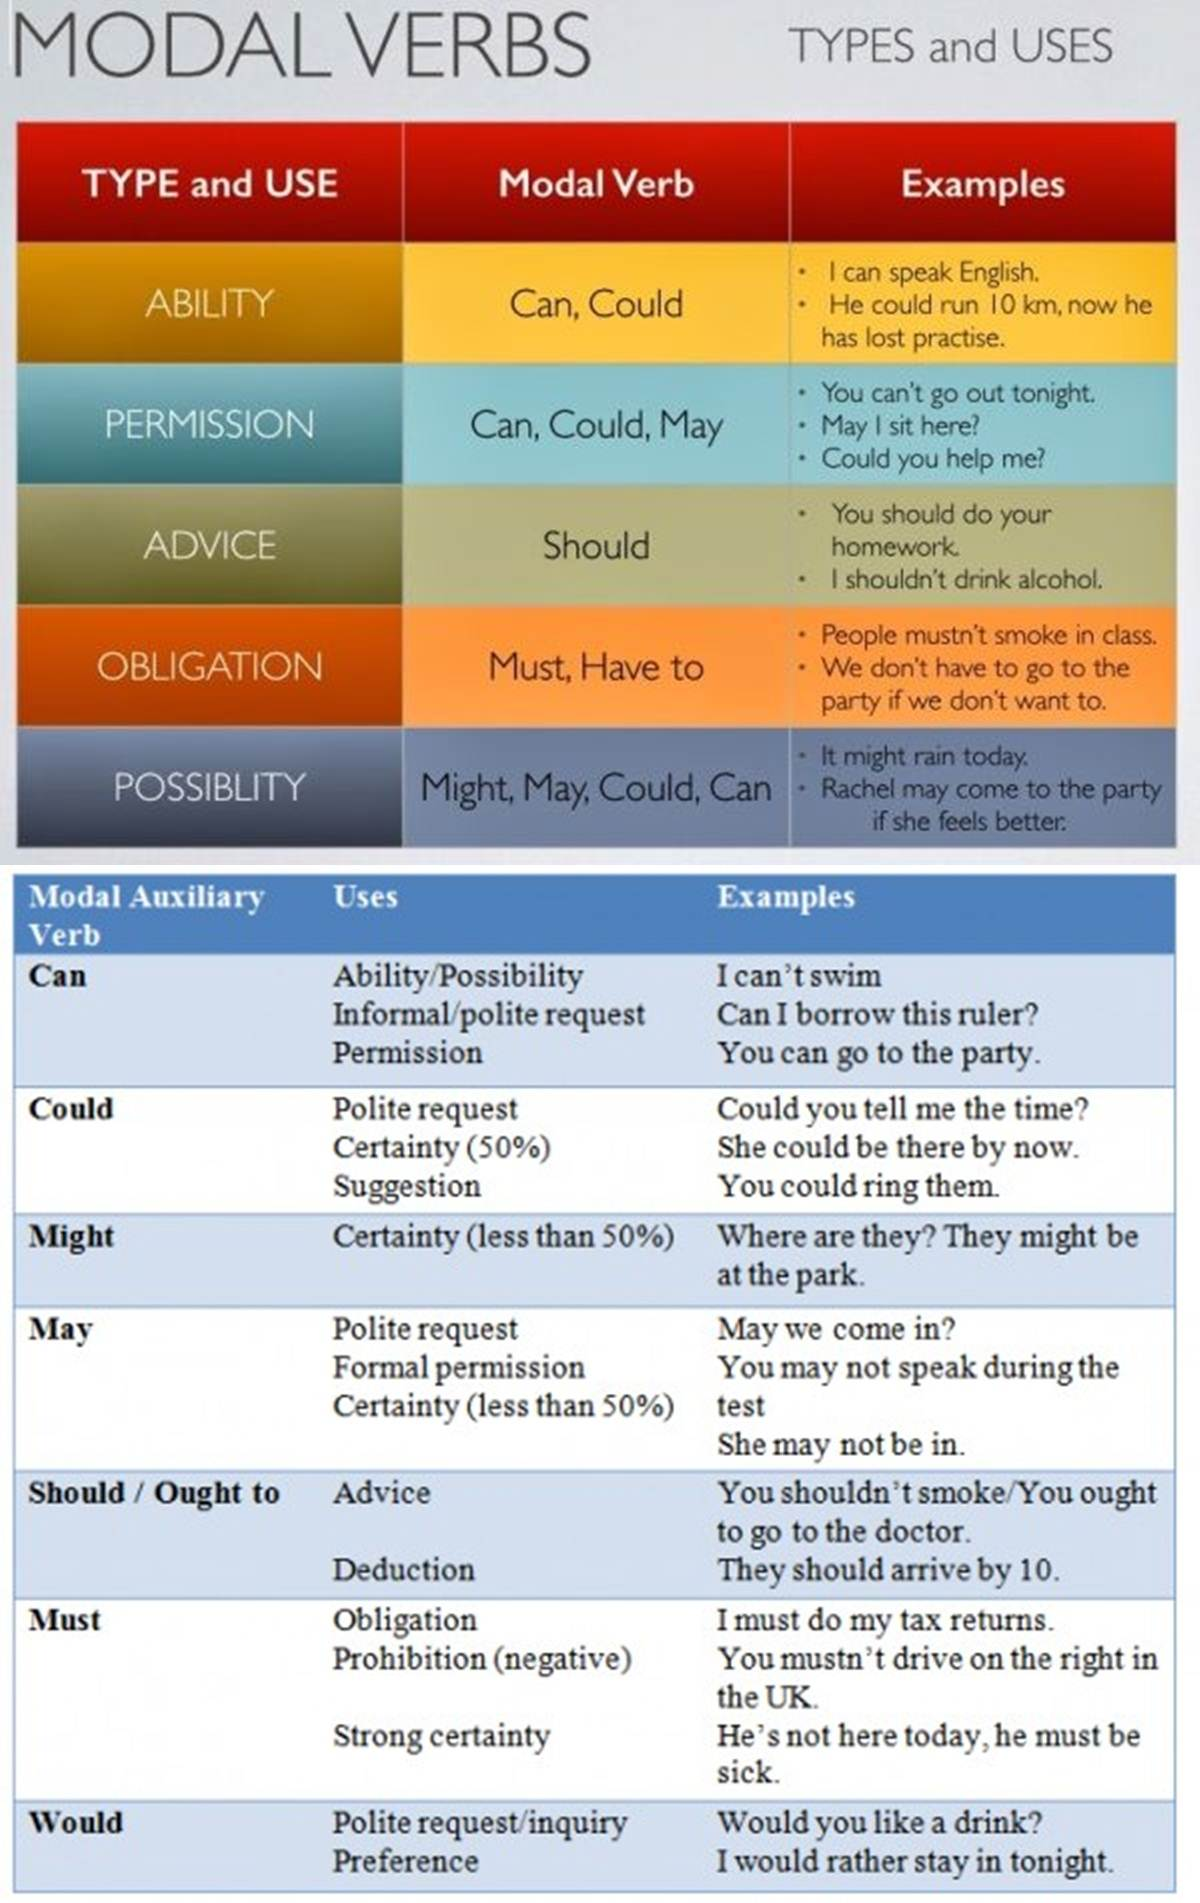 MODAL VERBS
TYPES and USES
TYPE and USE
Modal Verb
Examples
ABILITY
Can, Could
• I can speak English.
• He could run 10 km, now he
has lost practise.
PERMISSION
Can, Could, May
• You can't go out tonight.
• May I sit here?
• Could you help me?
ADVICE
Should
• You should do your
homework.
• I shouldn't drink alcohol.
OBLIGATION
Must, Have to
• People mustn't smoke in class.
• We don't have to go to the
party if we don't want to.
POSSIBLITY
Might, May, Could, Can
• It might rain today.
• Rachel may come to the party
if she feels better.
Modal Auxiliary
Verb
Uses
Examples
Can
Ability/Possibility
I can't swim
Informal/polite request
Can I borrow this ruler?
Permission
You can go to the party.
Could
Polite request
Could you tell me the time?
Certainty (50%)
She could be there by now.
Suggestion
You could ring them.
Might
Certainty (less than 50%)
Where are they? They might be
at the park.
May
Polite request
May we come in?
Formal permission
You may not speak during the
test
Certainty (less than 50%)
She may not be in.
Should / Ought to
Advice
You shouldn't smoke/You ought
to go to the doctor.
Deduction
They should arrive by 10.
Must
Obligation
I must do my tax returns.
Prohibition (negative)
You mustn't drive on the right in
the UK.
Strong certainty
He's not here today, he must be
sick.
Would
Polite request/inquiry
Would you like a drink?
Preference
I would rather stay in tonight.